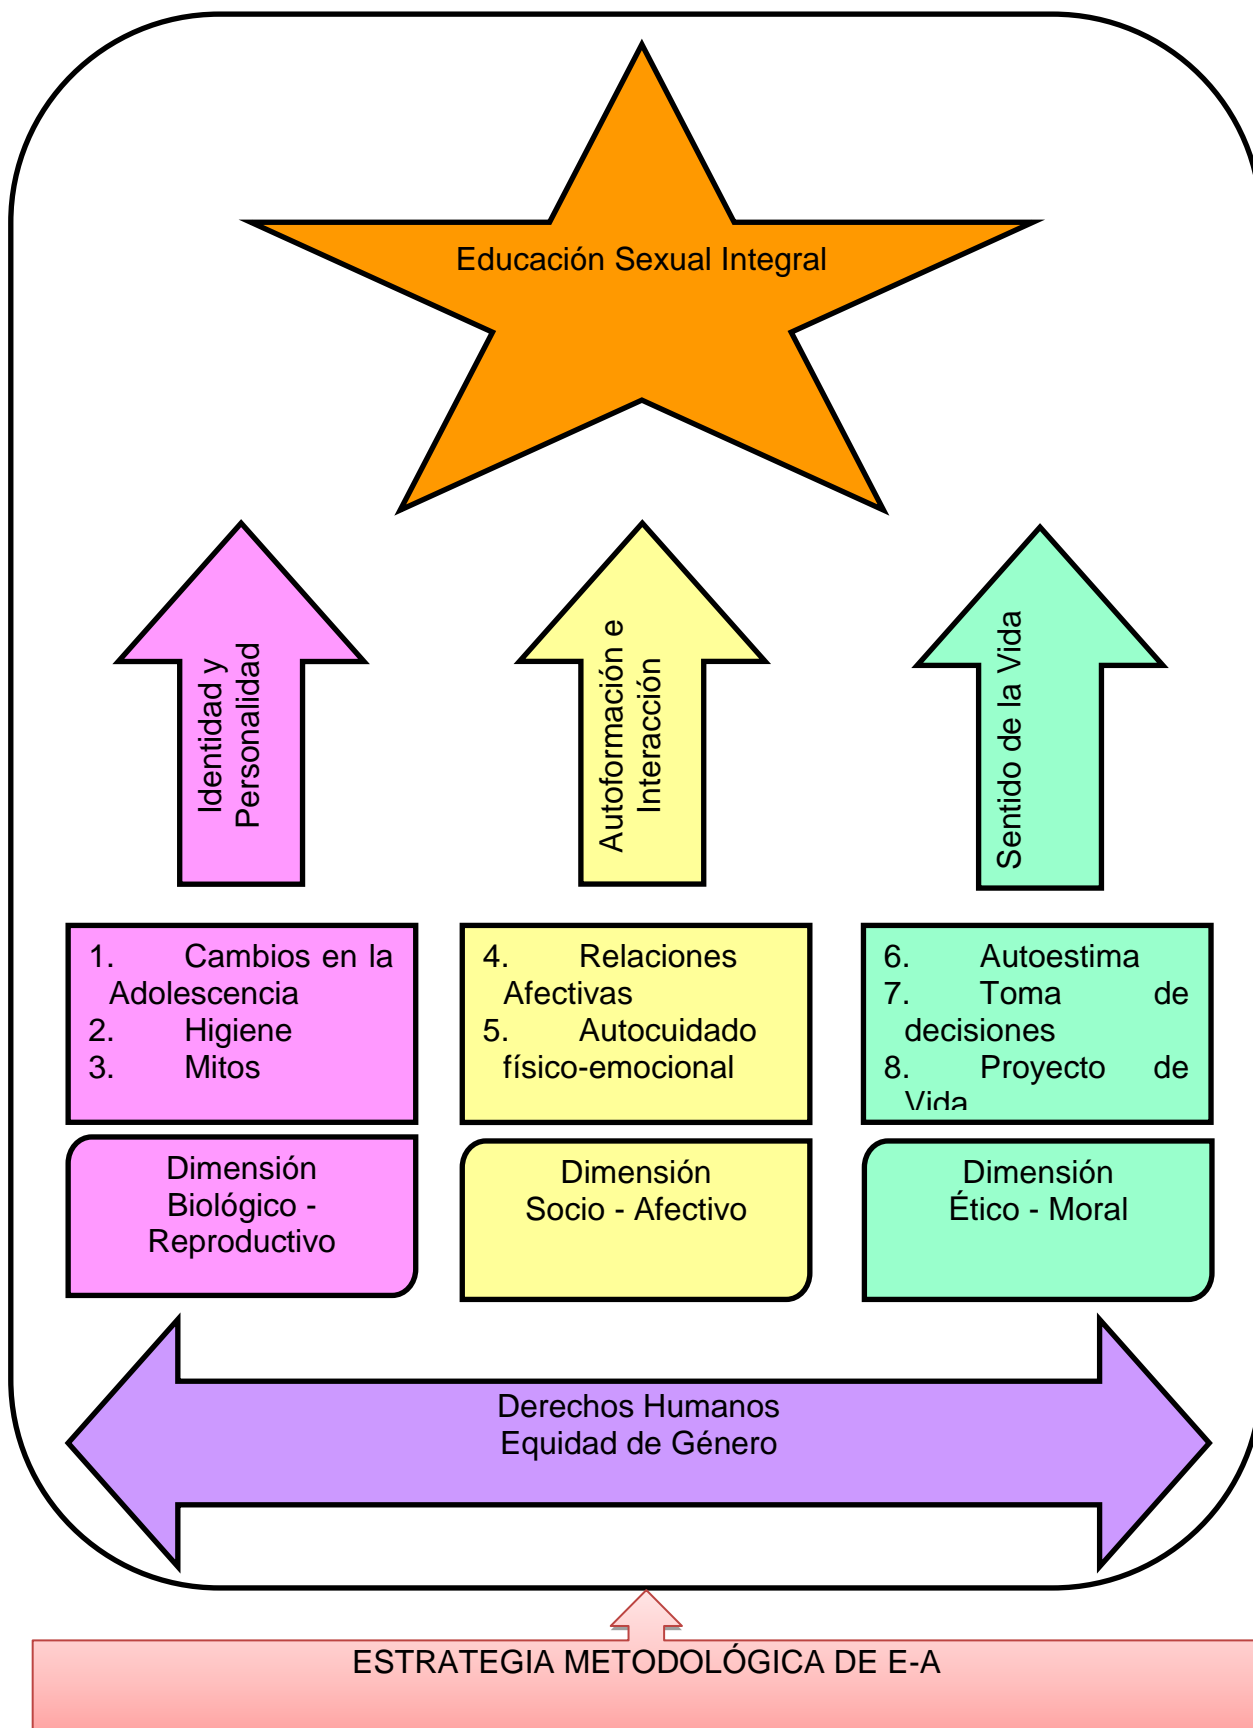 Educación Sexual Integral
Identidad y
Personalidad
Autoformación e
Interacción
Sentido de la Vida
1. Cambios en la
Adolescencia
2. Higiene
3. Mitos
4. Relaciones
Afectivas
5. Autocuidado
físico-emocional
6. Autoestima
7. Toma de
decisiones
8. Proyecto de
Vida
Dimensión
Biológico -
Reproductivo
Dimensión
Socio - Afectivo
Dimensión
Ético - Moral
Derechos Humanos
Equidad de Género
ESTRATEGIA METODOLÓGICA DE E-A